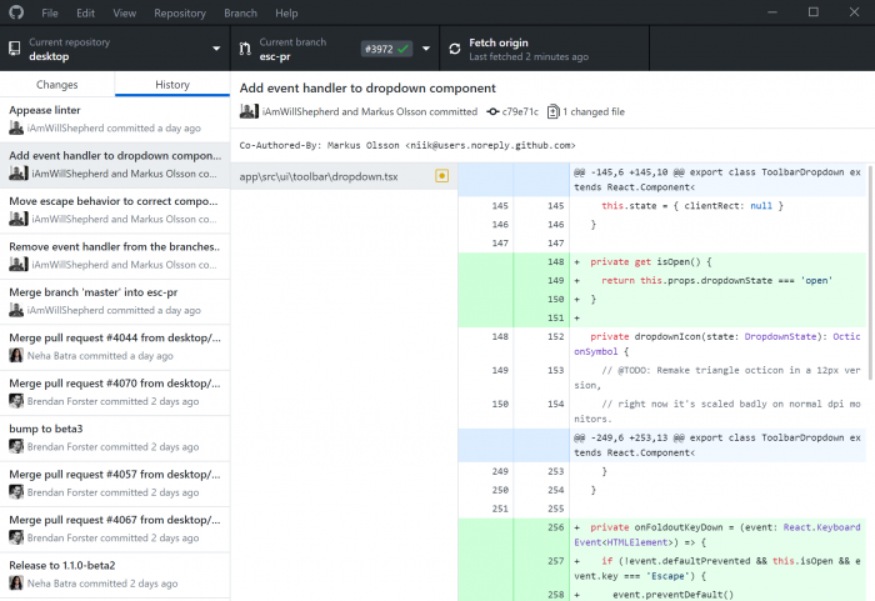 File Edit View Repository Branch Help
Current repository
desktop
Current branch
esc-pr
#3972
Fetch origin
Last fetched 2 minutes ago
Changes History
Appease linter
iAmWillShepherd committed a day ago
Add event handler to dropdown compon...
iAmWillShepherd and Markus Olsson co...
Move escape behavior to correct compo...
iAmWillShepherd and Markus Olsson co...
Remove event handler from the branches..
iAmWillShepherd and Markus Olsson co...
Merge branch 'master' into esc-pr
iAmWillShepherd committed a day ago
Merge pull request #4044 from desktop/...
Neha Batra committed a day ago
Merge pull request #4070 from desktop/...
Brendan Forster committed 2 days ago
bump to beta3
Brendan Forster committed 2 days ago
Merge pull request #4057 from desktop/...
Brendan Forster committed 2 days ago
Merge pull request #4067 from desktop/...
Brendan Forster committed 2 days ago
Release to 1.1.0-beta2
Neha Batra committed 2 days ago
Add event handler to dropdown component
iAmWillShepherd and Markus Olsson committed c79e71c 1 changed file
Co-Authored-By: Markus Olsson <niik@users.noreply.github.com>
app\src\ui\toolbar\dropdown.tsx
@@ -145,6 +145,10 @@ export class ToolbarDropdown ex
tends React.Component<
145 145 this.state = { clientRect: null }
146 146 }
147 147
148 + private get isOpen() {
149 + return this.props.dropdownState === 'open'
150 + }
151 +
148 152 private dropdownIcon(state: DropdownState): Octic
onSymbol {
149 153 // @TODO: Remake triangle octicon in a 12px ver
sion,
150 154 // right now it's scaled badly on normal dpi mo
nitors.
@@ -249,6 +253,13 @@ export class ToolbarDropdown ex
tends React.Component<
249 253 }
250 254 }
251 255
256 + private onFoldoutKeyDown = (event: React.Keyboard
Event<HTMLElement>) => {
257 + if (!event.defaultPrevented && this.isOpen && e
vent.key === 'Escape') {
258 + event.preventDefault()